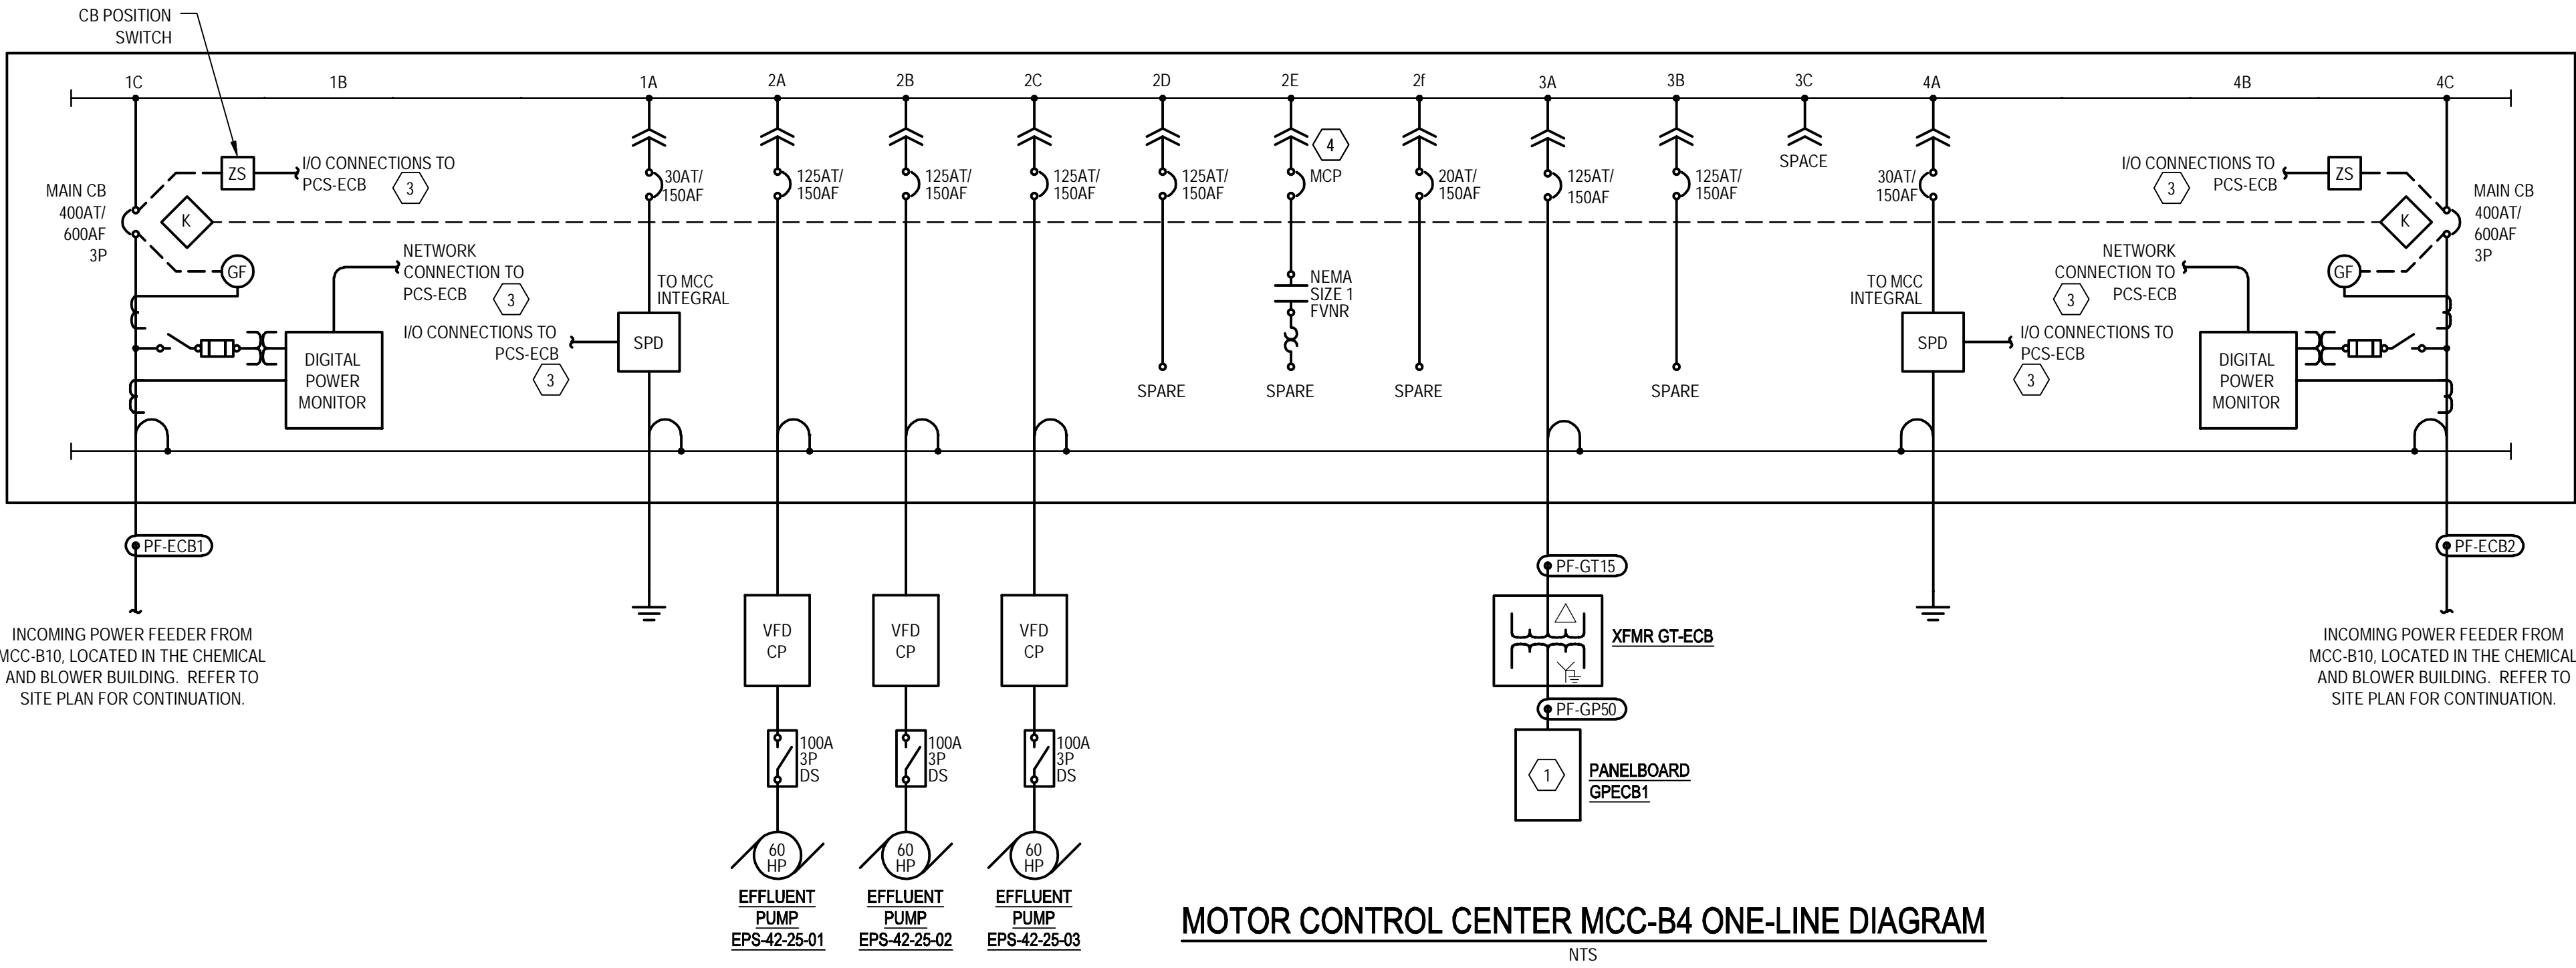 CB POSITION
SWITCH
1C
1B
1A
2A
2B
2C
2D
2E
2f
3A
3B
3C
4A
4B
4C
MAIN CB
400AT/
600AF
3P
ZS
I/O CONNECTIONS TO
PCS-ECB
3
K
GF
NETWORK
CONNECTION TO
PCS-ECB
3
I/O CONNECTIONS TO
PCS-ECB
3
DIGITAL
POWER
MONITOR
30AT/
150AF
TO MCC
INTEGRAL
SPD
125AT/
150AF
125AT/
150AF
125AT/
150AF
125AT/
150AF
SPARE
4
MCP
NEMA
SIZE 1
FVNR
SPARE
20AT/
150AF
SPARE
125AT/
150AF
125AT/
150AF
SPARE
SPACE
30AT/
150AF
TO MCC
INTEGRAL
SPD
I/O CONNECTIONS TO
PCS-ECB
3
I/O CONNECTIONS TO
PCS-ECB
3
ZS
K
GF
NETWORK
CONNECTION TO
PCS-ECB
3
DIGITAL
POWER
MONITOR
MAIN CB
400AT/
600AF
3P
PF-ECB1
INCOMING POWER FEEDER FROM
MCC-B10, LOCATED IN THE CHEMICAL
AND BLOWER BUILDING. REFER TO
SITE PLAN FOR CONTINUATION.
VFD
CP
100A
3P
DS
60
HP
EFFLUENT
PUMP
EPS-42-25-01
VFD
CP
100A
3P
DS
60
HP
EFFLUENT
PUMP
EPS-42-25-02
VFD
CP
100A
3P
DS
60
HP
EFFLUENT
PUMP
EPS-42-25-03
PF-GT15
XFMR GT-ECB
PF-GP50
1
PANELBOARD
GPECB1
PF-ECB2
INCOMING POWER FEEDER FROM
MCC-B10, LOCATED IN THE CHEMICAL
AND BLOWER BUILDING. REFER TO
SITE PLAN FOR CONTINUATION.
MOTOR CONTROL CENTER MCC-B4 ONE-LINE DIAGRAM
NTS